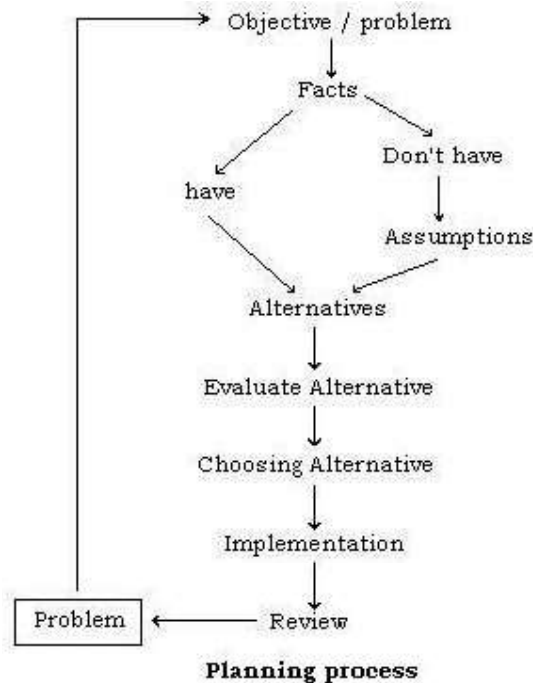 Objective / problem
Facts
Don't have
have
Assumptions
Alternatives
Evaluate Alternative
Choosing Alternative
Implementation
Problem
Review
Planning process